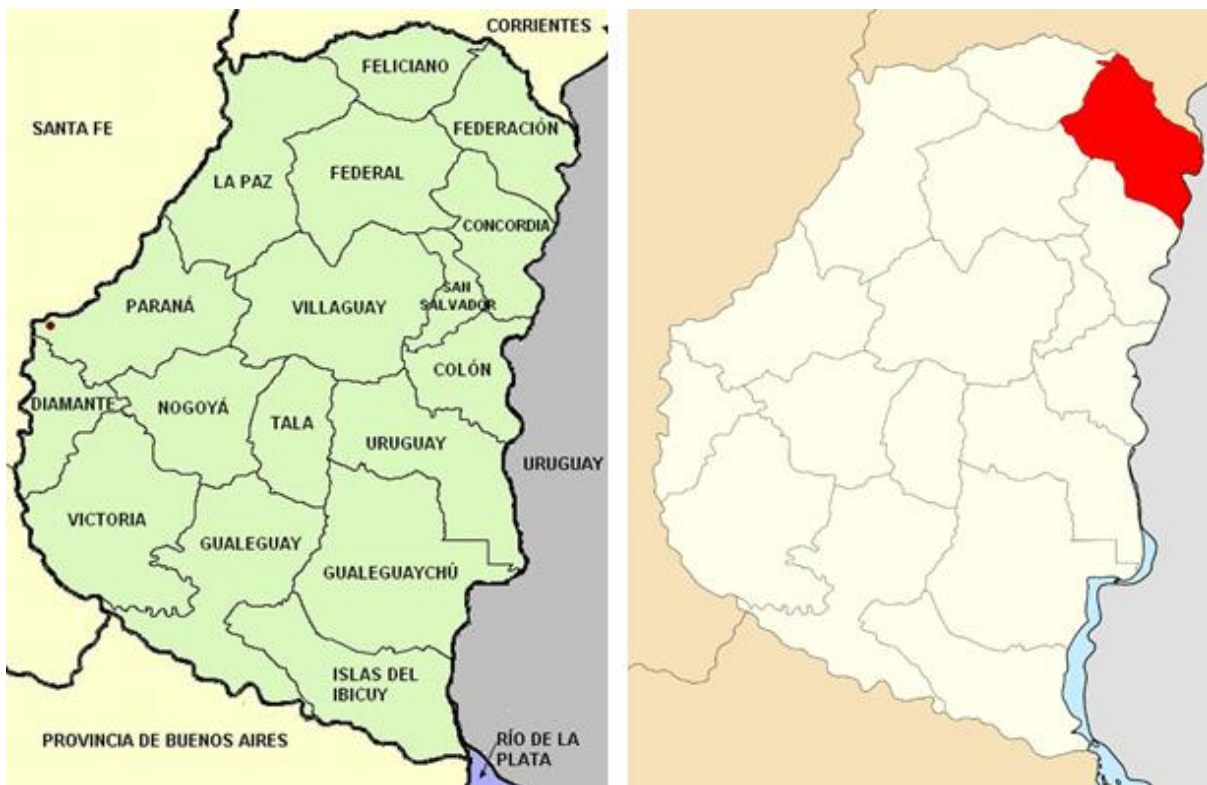 CORRIENTES
FELICIANO
SANTA FE
FEDERACIÓN
LA PAZ
FEDERAL
CONCORDIA
PARANÁ
VILLAGUAY
SAN
SALVADOR
COLÓN
DIAMANTE
NOGOYÁ
TALA
URUGUAY
URUGUAY
VICTORIA
GUALEGUAY
GUALEGUAYCHÚ
ISLAS DEL
IBICUY
PROVINCIA DE BUENOS AIRES
RÍO DE LA
PLATA